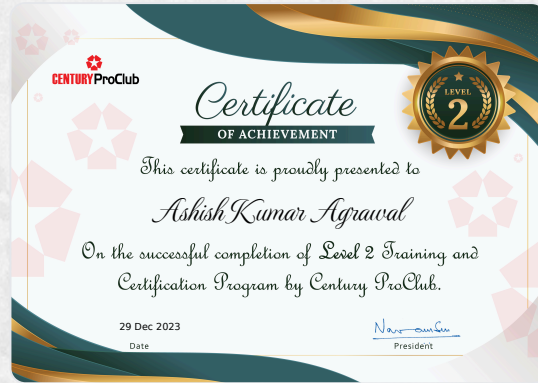 CENTURY ProClub
Certificate
OF ACHIEVEMENT
LEVEL
2
This certificate is proudly presented to
Ashish Kumar Agrawal
On the successful completion of Level 2 Training and
Certification Program by Century ProClub.
29 Dec 2023
Date
President